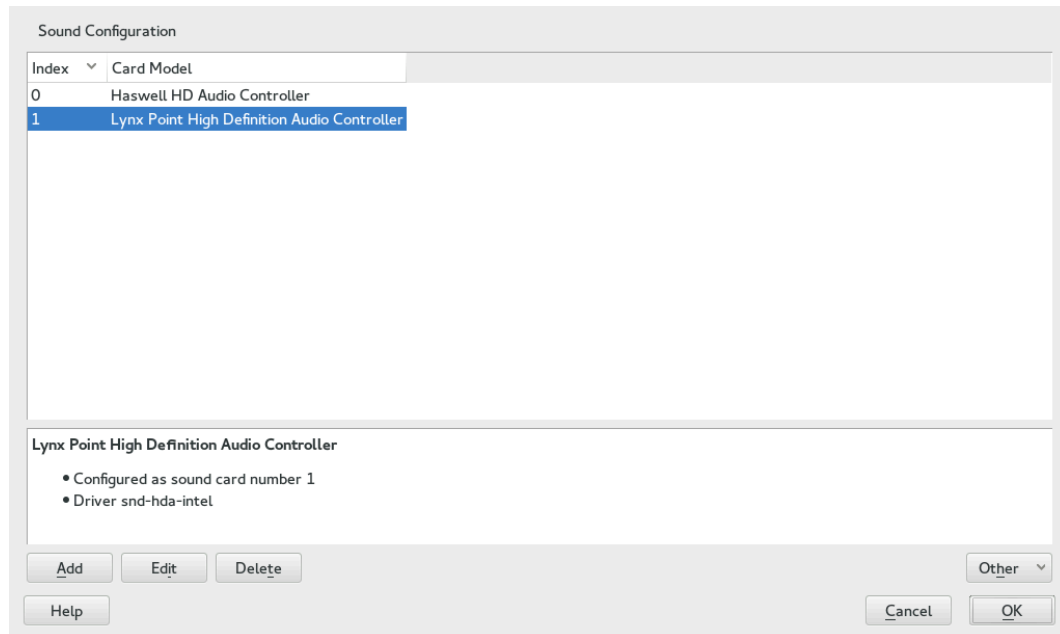 Sound Configuration
Index Card Model
0 Haswell HD Audio Controller
1 Lynx Point High Definition Audio Controller
Lynx Point High Definition Audio Controller
• Configured as sound card number 1
• Driver snd-hda-intel
Add Edit Delete Other
Help Cancel OK